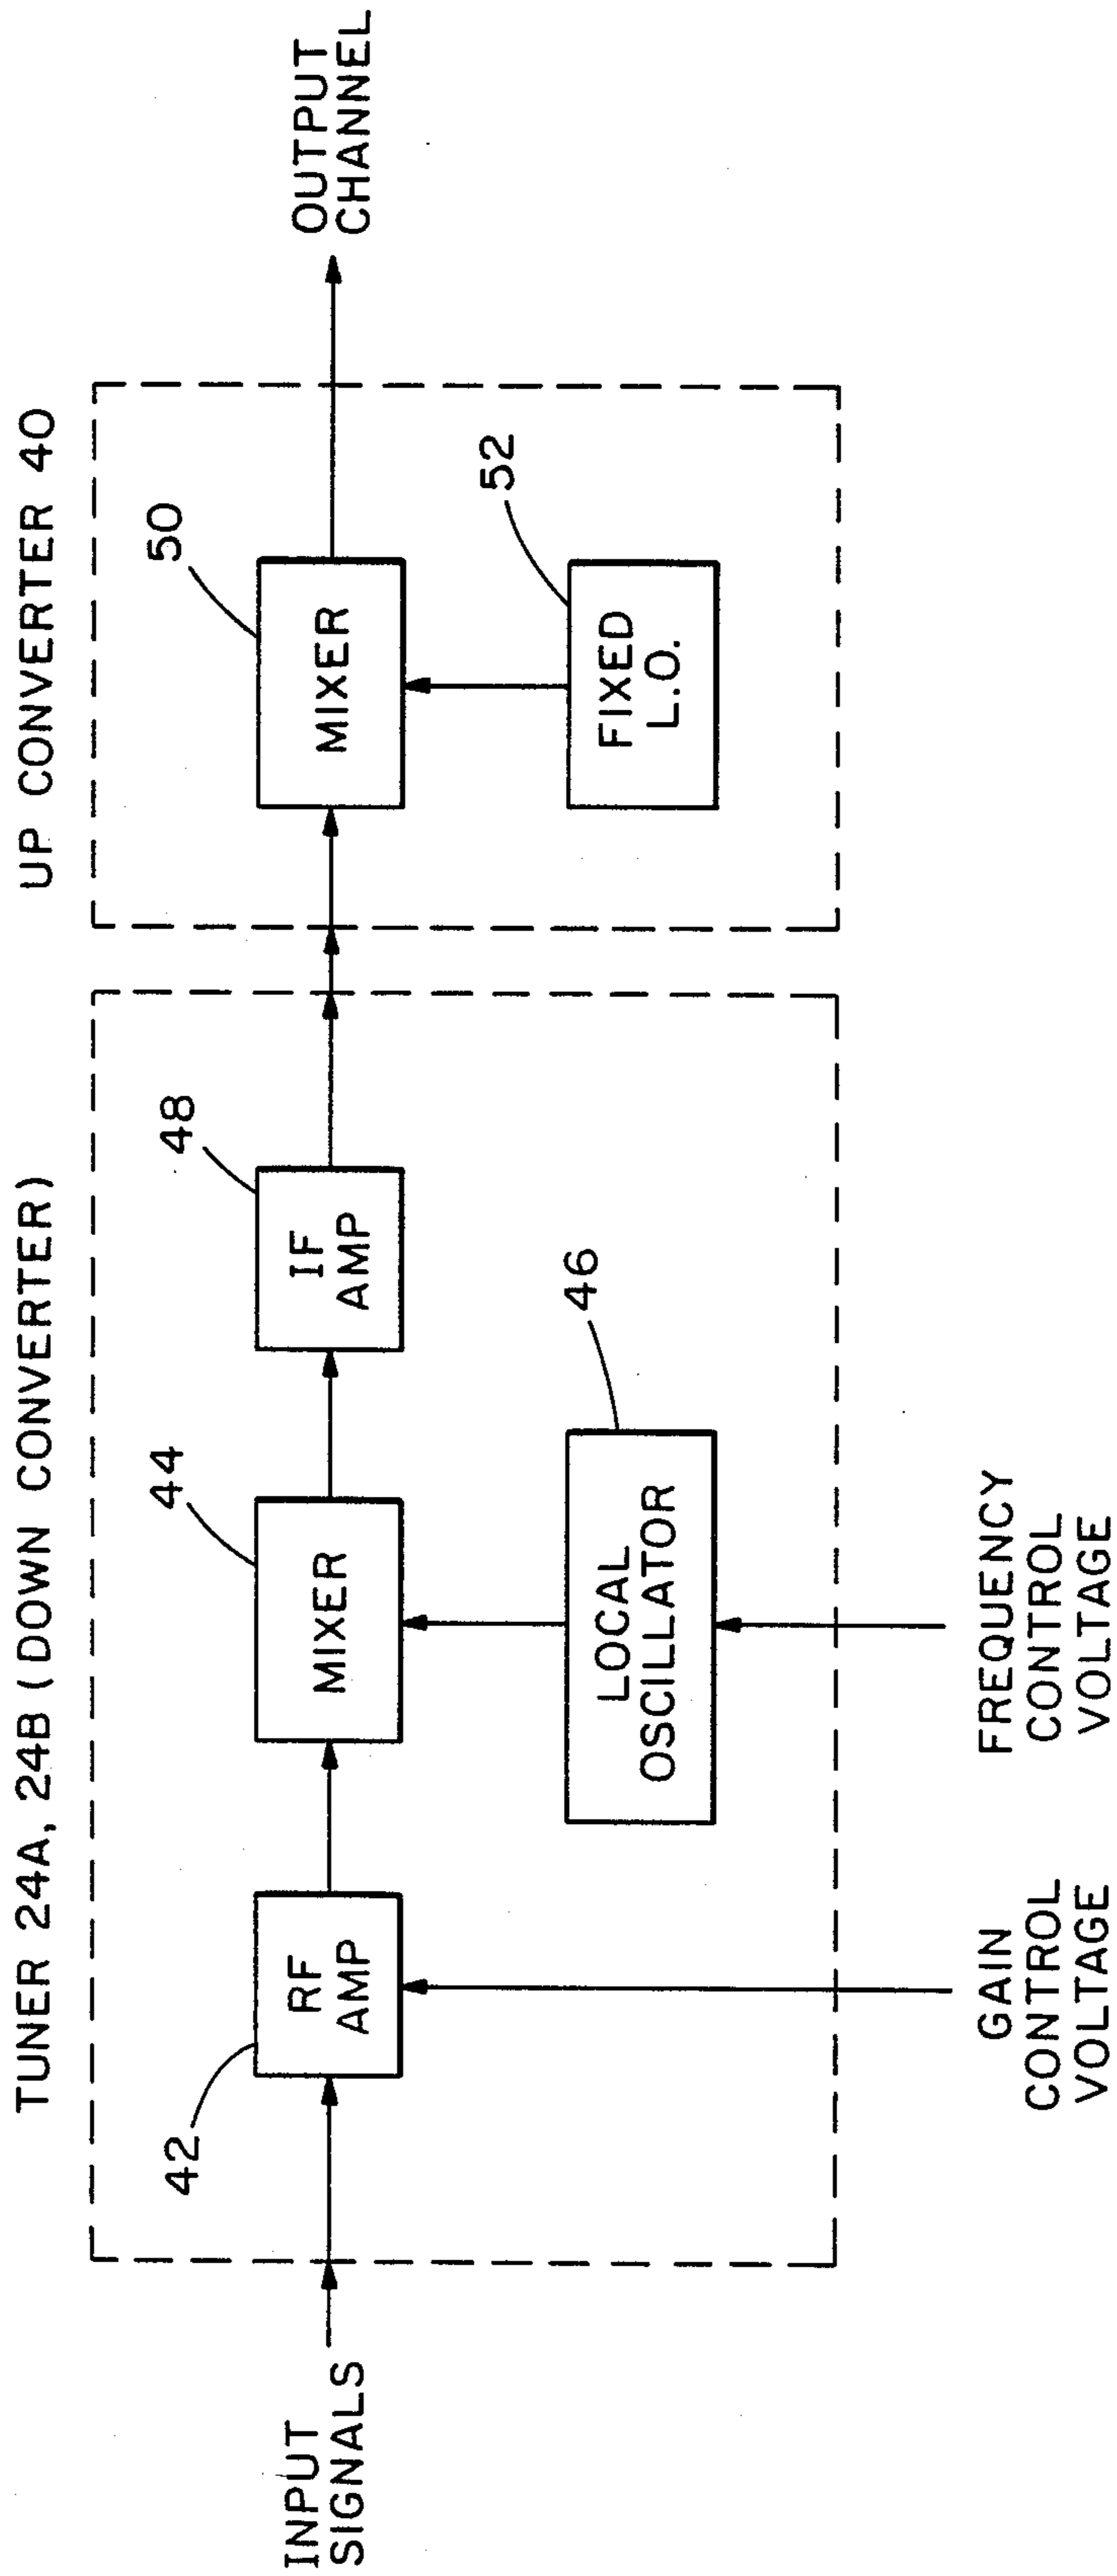 TUNER 24A, 24B (DOWN CONVERTER)
UP CONVERTER 40
INPUT
SIGNALS
42
RF
AMP
44
MIXER
48
IF
AMP
46
LOCAL
OSCILLATOR
50
MIXER
52
FIXED
L.O.
OUTPUT
CHANNEL
GAIN
CONTROL
VOLTAGE
FREQUENCY
CONTROL
VOLTAGE